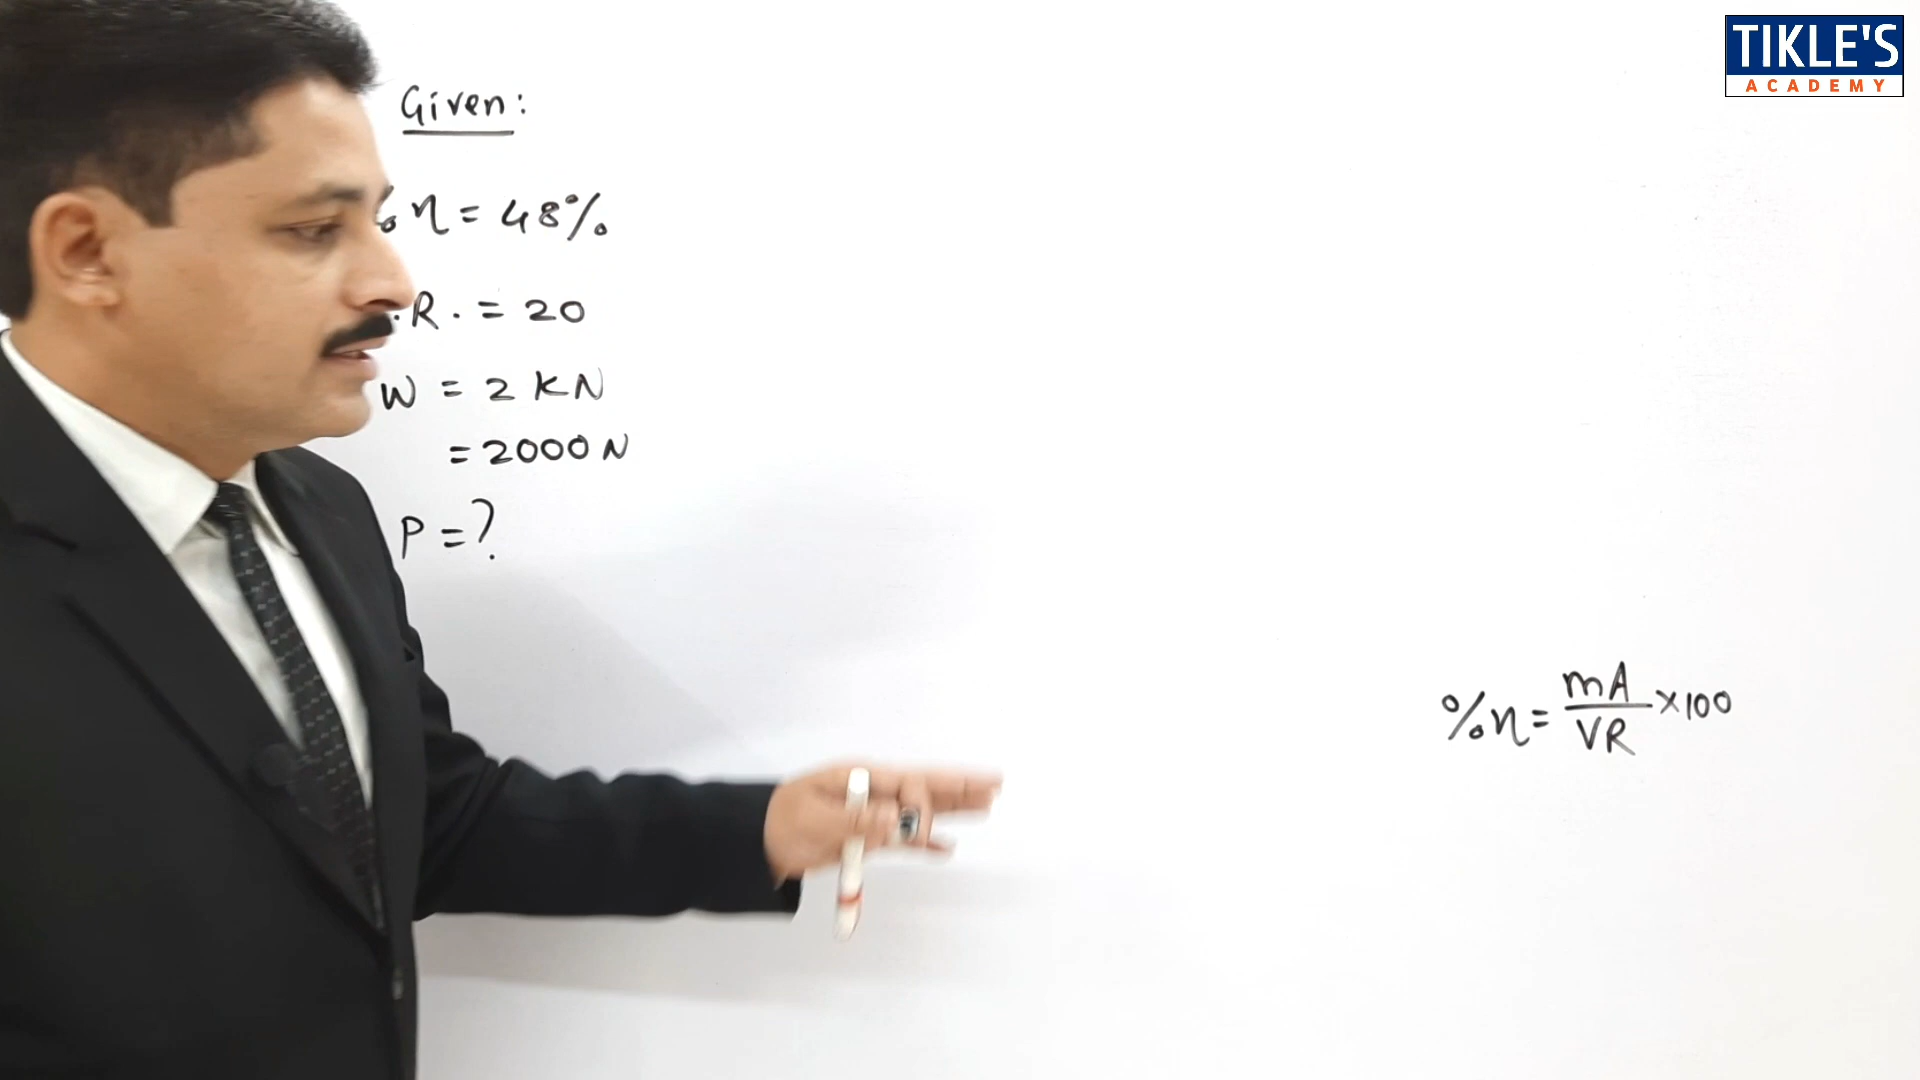 TIKLE'S
ACADEMY
Given:
% η = 48%
.R. = 20
W = 2 KN
= 2000 N
P = ?
%η = mA/VR × 100